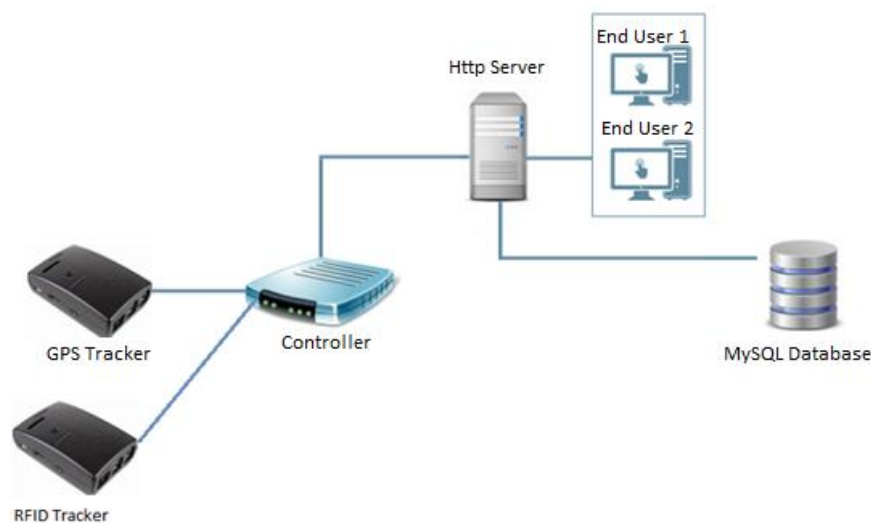 End User 1
Http Server
End User 2
GPS Tracker
Controller
MySQL Database
RFID Tracker